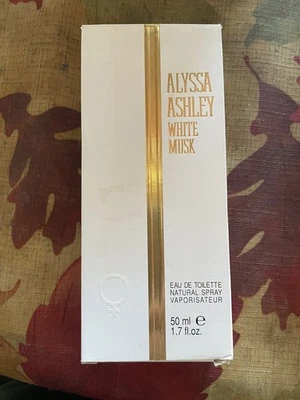 ALYSSA
ASHLEY
WHITE
MUSK
EAU DE TOILETTE
NATURAL SPRAY
VAPORISATEUR
50 ml ℮
1.7 fl.oz.